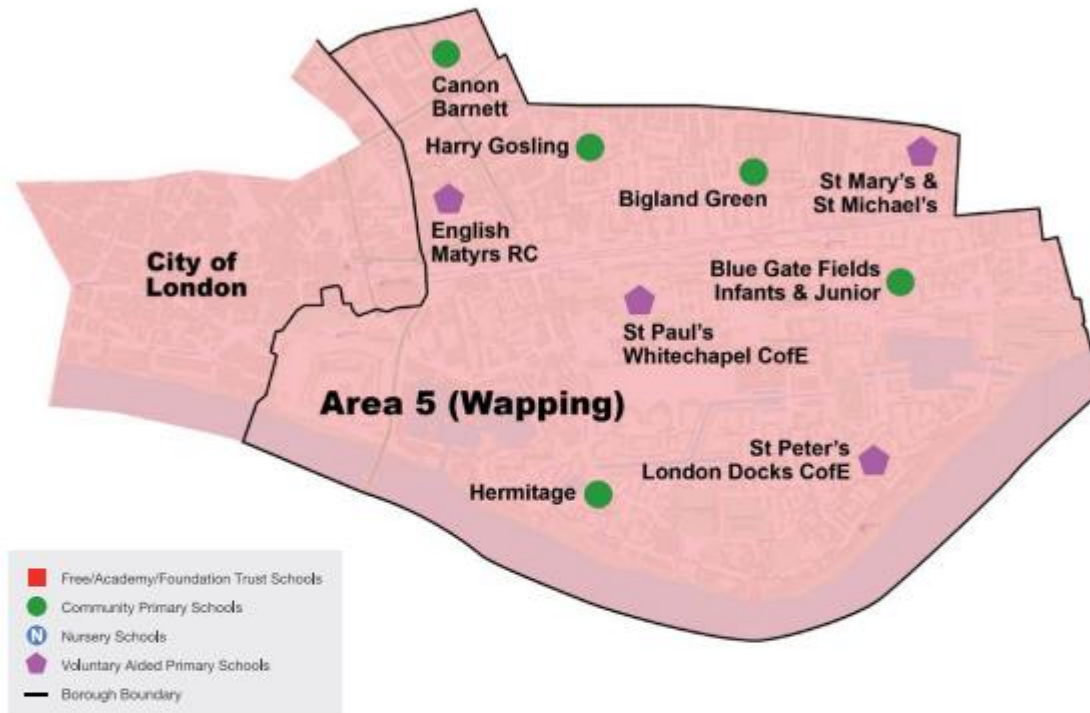 Canon
Barnett
Harry Gosling
Bigland Green
St Mary's &
St Michael's
English
Matyrs RC
City of
London
Blue Gate Fields
Infants & Junior
St Paul's
Whitechapel CofE
Area 5 (Wapping)
St Peter's
London Docks CofE
Hermitage
Free/Academy/Foundation Trust Schools
Community Primary Schools
N Nursery Schools
Voluntary Aided Primary Schools
Borough Boundary